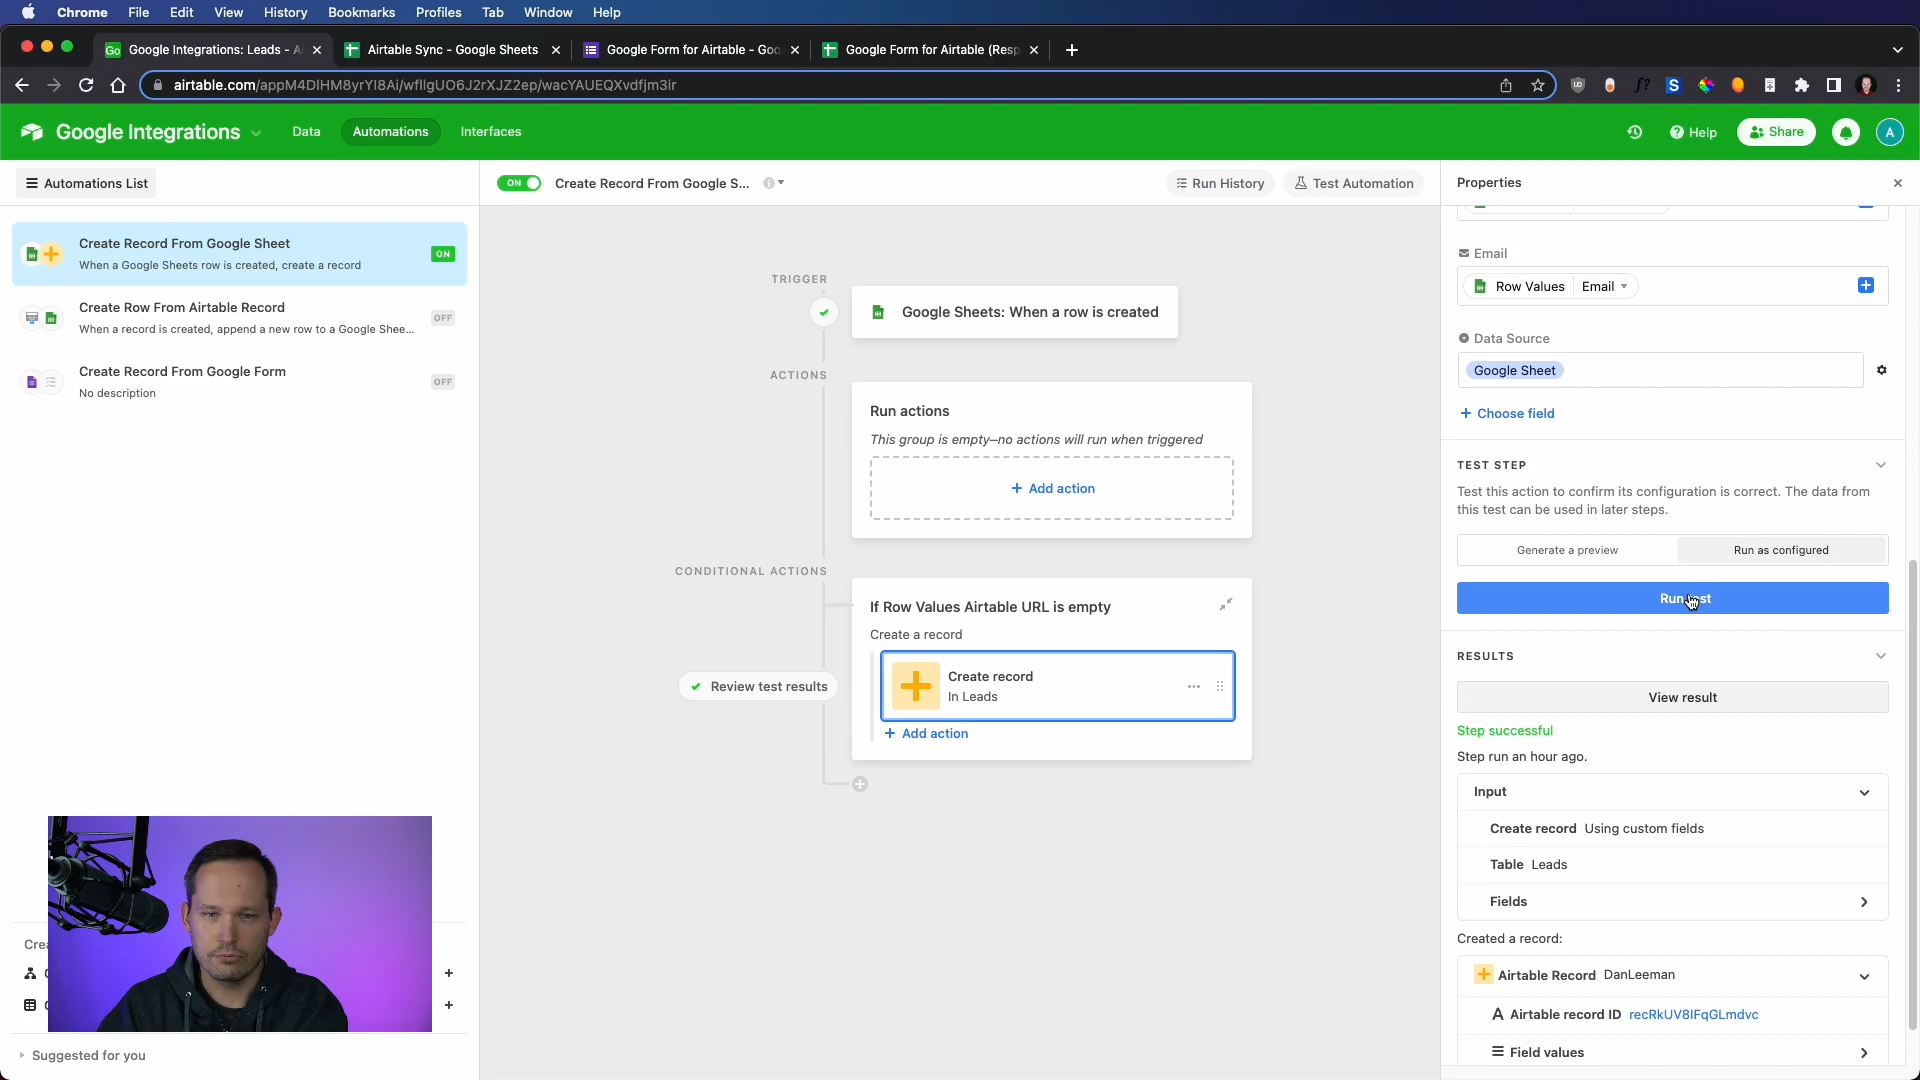 Chrome File Edit View History Bookmarks Profiles Tab Window Help
Google Integrations: Leads - A
Airtable Sync - Google Sheets
Google Form for Airtable - Goo
Google Form for Airtable (Resp
airtable.com/appM4DIHM8yrYI8Ai/wflIgUO6J2rXJZ2ep/wacYAUEQXvdfjm3ir
Google Integrations Data Automations Interfaces Help Share A
Automations List
ON Create Record From Google S... Run History Test Automation
Properties
Create Record From Google Sheet
When a Google Sheets row is created, create a record
ON
Create Row From Airtable Record
When a record is created, append a new row to a Google Shee...
OFF
Create Record From Google Form
No description
OFF
Crea
Suggested for you
TRIGGER
Google Sheets: When a row is created
ACTIONS
Run actions
This group is empty—no actions will run when triggered
+ Add action
CONDITIONAL ACTIONS
If Row Values Airtable URL is empty
Create a record
Review test results
Create record
In Leads
+ Add action
Email
Row Values Email
Data Source
Google Sheet
+ Choose field
TEST STEP
Test this action to confirm its configuration is correct. The data from
this test can be used in later steps.
Generate a preview Run as configured
RESULTS
View result
Step successful
Step run an hour ago.
Input
Create record Using custom fields
Table Leads
Fields
Created a record:
Airtable Record DanLeeman
A Airtable record ID recRkUV8IFqGLmdvc
Field values